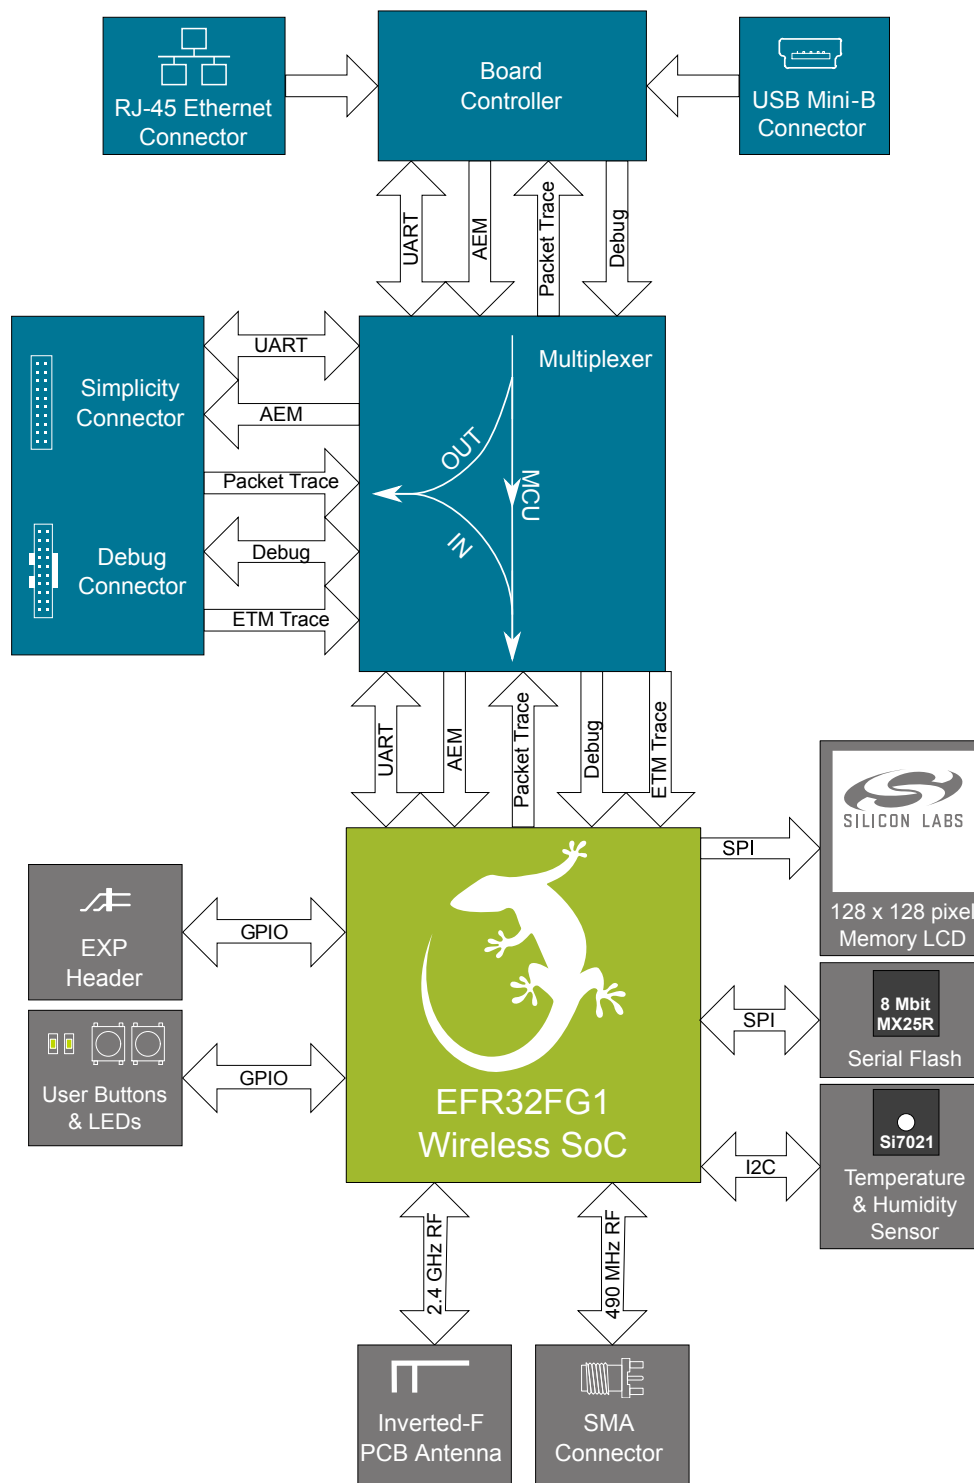 RJ-45 Ethernet
Connector
Board
Controller
USB Mini-B
Connector
UART
AEM
Packet Trace
Debug
Simplicity
Connector
Debug
Connector
UART
AEM
Packet Trace
Debug
ETM Trace
Multiplexer
OUT
MCU
IN
UART
AEM
Packet Trace
Debug
ETM Trace
SILICON LABS
128 x 128 pixel
Memory LCD
SPI
EXP
Header
GPIO
8 Mbit
MX25R
Serial Flash
SPI
User Buttons
& LEDs
GPIO
EFR32FG1
Wireless SoC
Si7021
Temperature
& Humidity
Sensor
I2C
2.4 GHz RF
490 MHz RF
Inverted-F
PCB Antenna
SMA
Connector